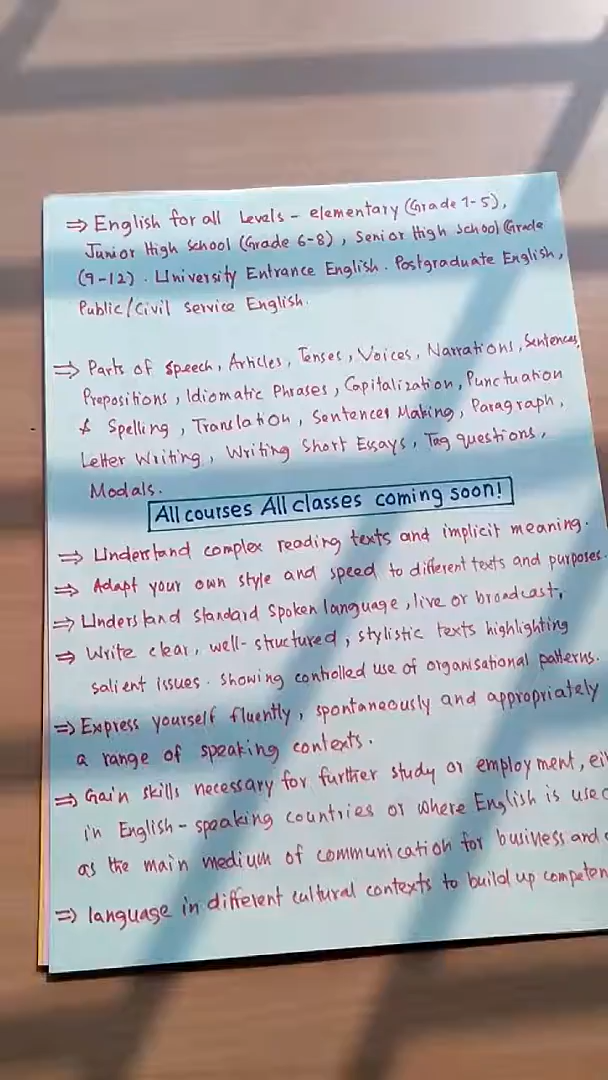 ⇒ English for all Levels - elementary (Grade 1-5),
Junior High School (Grade 6-8), Senior High School (Grade
(9-12). University Entrance English. Postgraduate English,
Public/Civil service English.
⇒ Parts of speech, Articles, Tenses, Voices, Narrations, Sentences,
Prepositions, Idiomatic Phrases, Capitalization, Punctuation
& Spelling, Translation, Sentences Making, Paragraph,
Letter Writing, Writing Short Essays, Tag questions,
Modals.
All courses All classes coming soon!
⇒ Understand complex reading texts and implicit meaning.
⇒ Adapt your own style and speed to different texts and purposes.
⇒ Understand standard spoken language, live or broadcast,
⇒ Write clear, well-structured, stylistic texts highlighting
salient issues. showing controlled use of organisational patterns.
⇒ Express yourself fluently, spontaneously and appropriately
a range of speaking contexts.
⇒ Gain skills necessary for further study or employment,
in English-speaking countries or where English is
as the main medium of communication for business and
⇒ language in different cultural contexts to build up